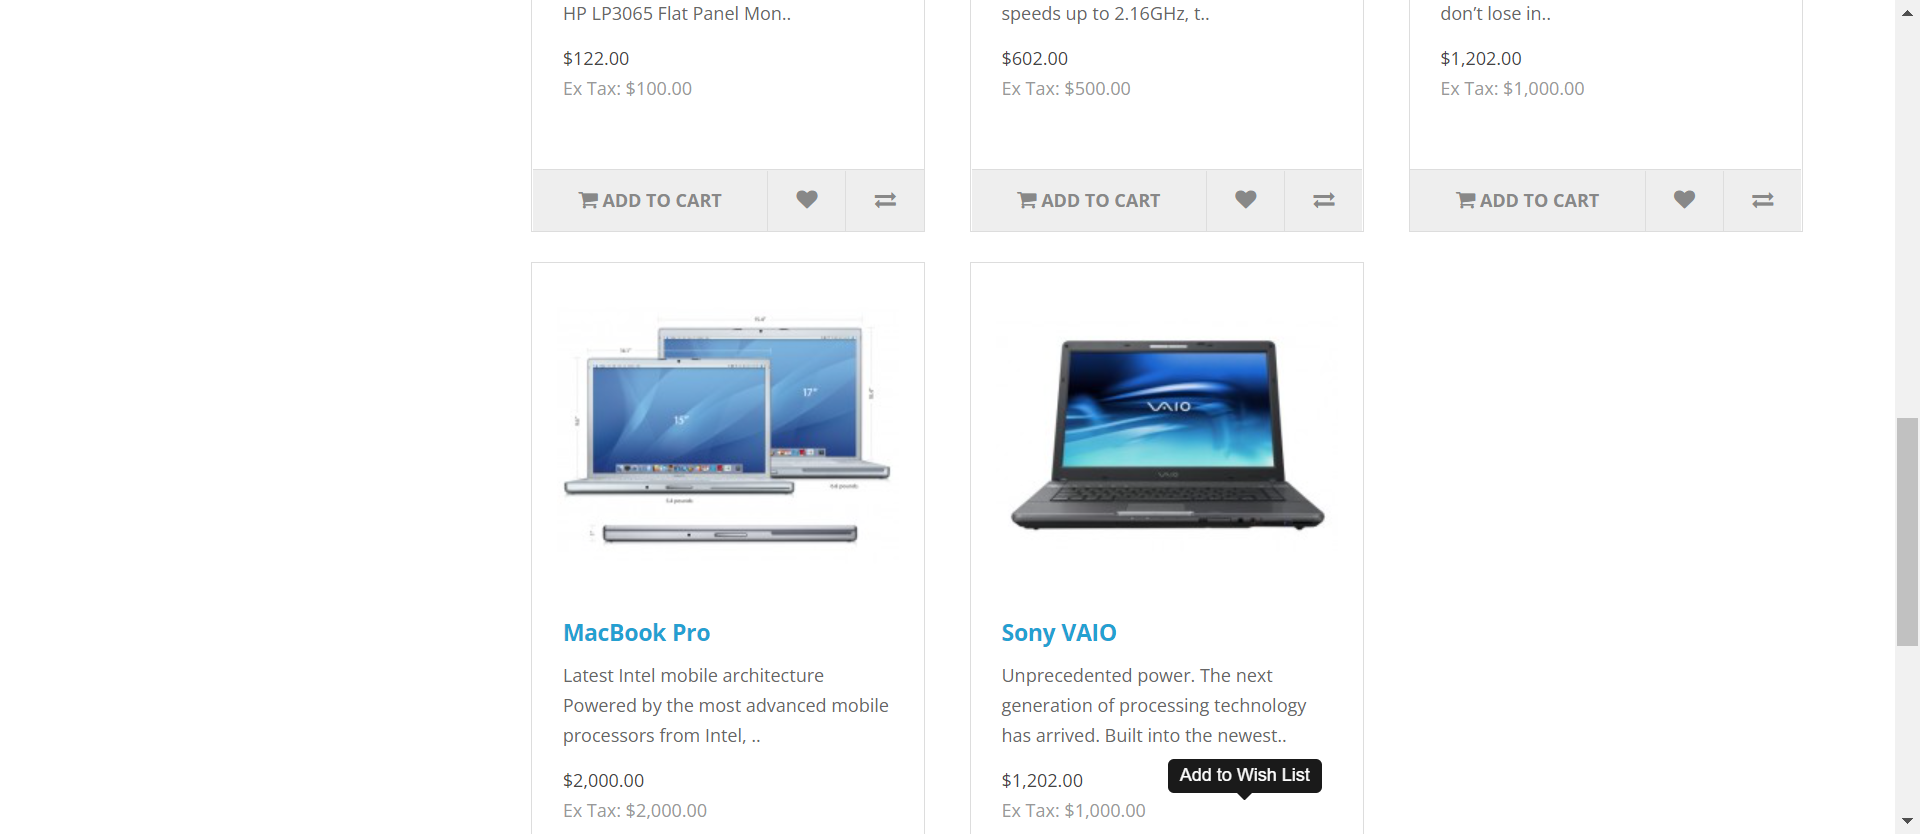 HP LP3065 Flat Panel Mon..
$122.00
Ex Tax: $100.00
ADD TO CART
speeds up to 2.16GHz, t..
$602.00
Ex Tax: $500.00
ADD TO CART
don’t lose in..
$1,202.00
Ex Tax: $1,000.00
ADD TO CART
15"
17"
MacBook Pro
Latest Intel mobile architecture
Powered by the most advanced mobile
processors from Intel, ..
$2,000.00
Ex Tax: $2,000.00
VAIO
VAIO
Sony VAIO
Unprecedented power. The next
generation of processing technology
has arrived. Built into the newest..
$1,202.00
Ex Tax: $1,000.00
Add to Wish List